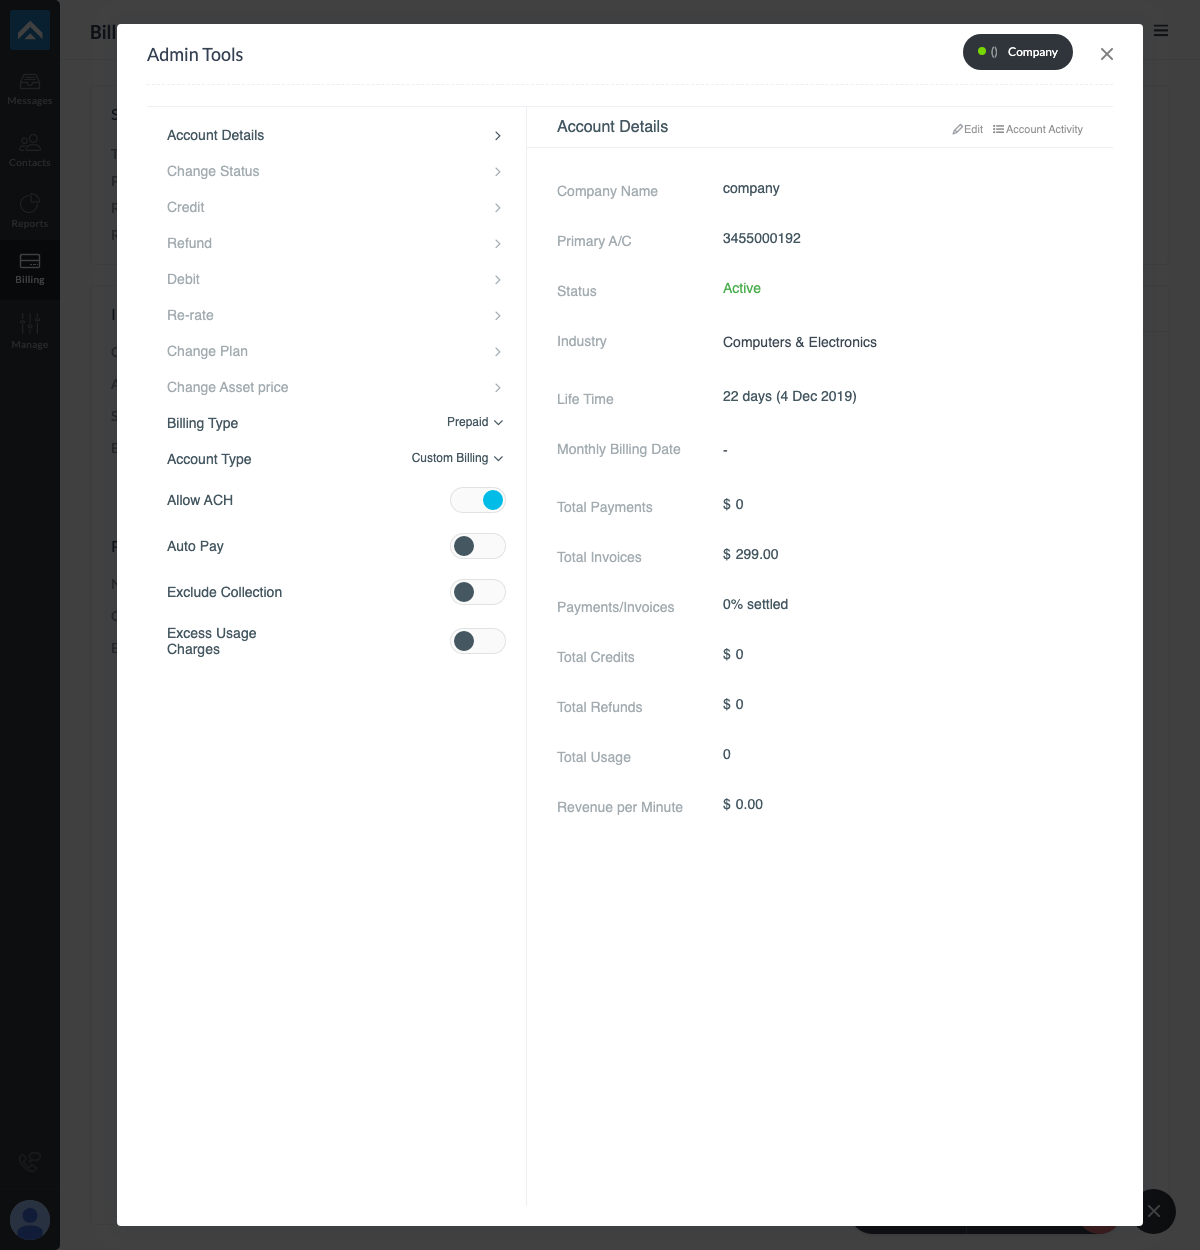 Bill
Admin Tools
() Company
Messages
Contacts
Reports
Billing
Manage
Account Details
Change Status
Credit
Refund
Debit
Re-rate
Change Plan
Change Asset price
Billing Type Prepaid
Account Type Custom Billing
Allow ACH
Auto Pay
Exclude Collection
Excess Usage
Charges
Account Details
Edit Account Activity
Company Name company
Primary A/C 3455000192
Status Active
Industry Computers & Electronics
Life Time 22 days (4 Dec 2019)
Monthly Billing Date -
Total Payments $ 0
Total Invoices $ 299.00
Payments/Invoices 0% settled
Total Credits $ 0
Total Refunds $ 0
Total Usage 0
Revenue per Minute $ 0.00